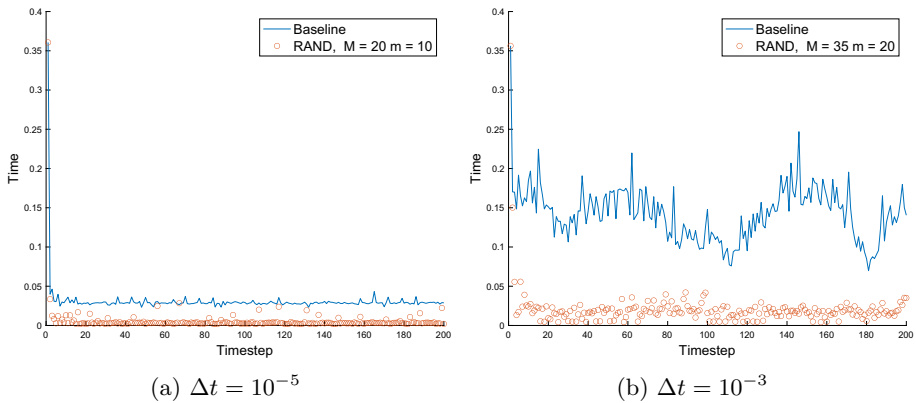 0.4
0.35
0.3
0.25
0.2
0.15
0.1
0.05
0
Time
Baseline
RAND, M = 20 m = 10
0 20 40 60 80 100 120 140 160 180 200
Timestep
(a) Δt = 10⁻⁵
0.4
0.35
0.3
0.25
0.2
0.15
0.1
0.05
0
Time
Baseline
RAND, M = 35 m = 20
0 20 40 60 80 100 120 140 160 180 200
Timestep
(b) Δt = 10⁻³